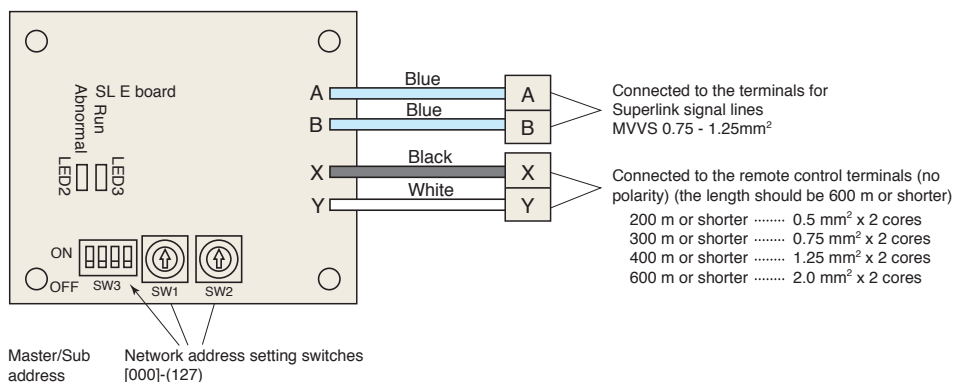 SL E board
Abnormal
Run
LED2
LED3
ON
OFF
SW3
SW1
SW2
A
B
X
Y
Blue
Blue
Black
White
A
B
X
Y
Connected to the terminals for
Superlink signal lines
MVVS 0.75 - 1.25mm²
Connected to the remote control terminals (no
polarity) (the length should be 600 m or shorter)
200 m or shorter ········ 0.5 mm² x 2 cores
300 m or shorter ········ 0.75 mm² x 2 cores
400 m or shorter ········ 1.25 mm² x 2 cores
600 m or shorter ········ 2.0 mm² x 2 cores
Master/Sub
address
Network address setting switches
[000]-(127)